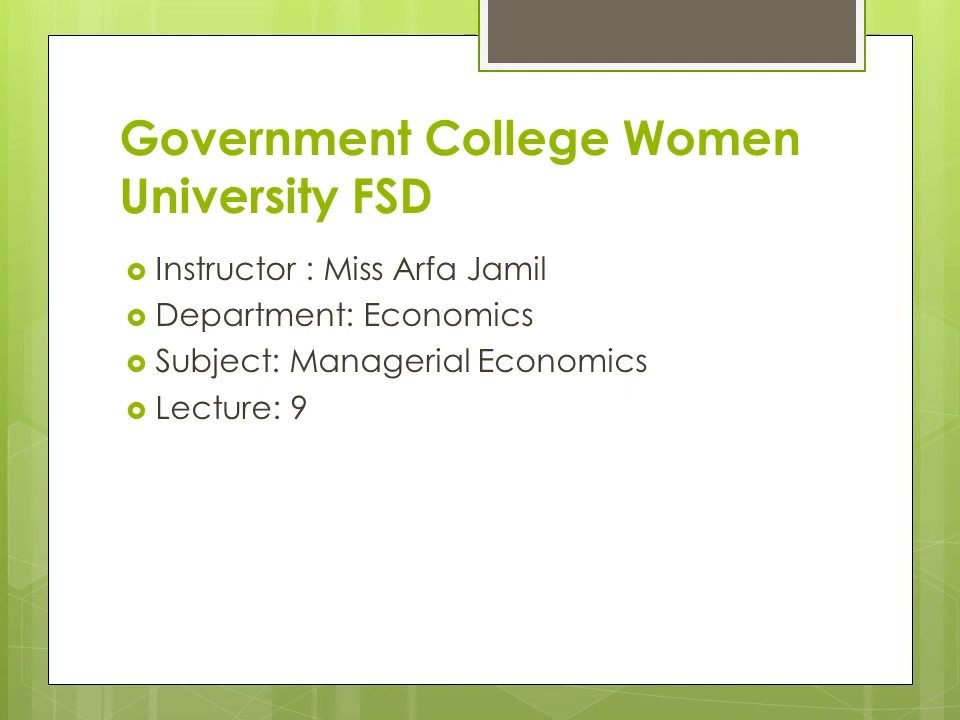 Government College Women
University FSD
Instructor : Miss Arfa Jamil
Department: Economics
Subject: Managerial Economics
Lecture: 9